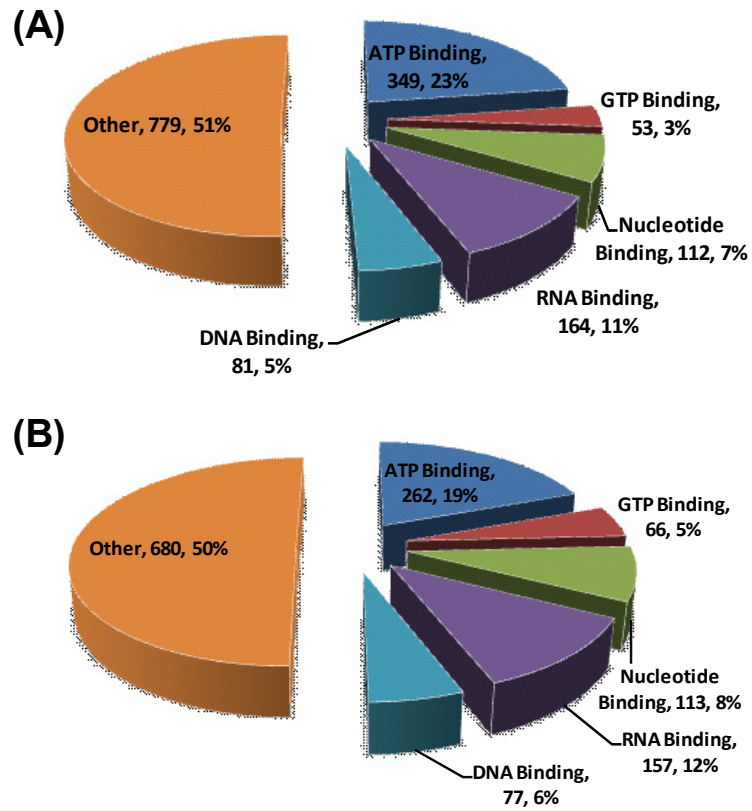 (A)
ATP Binding,
349, 23%
Other, 779, 51%
GTP Binding,
53, 3%
Nucleotide
Binding, 112, 7%
RNA Binding,
164, 11%
DNA Binding,
81, 5%
(B)
ATP Binding,
262, 19%
GTP Binding,
66, 5%
Other, 680, 50%
Nucleotide
Binding, 113, 8%
RNA Binding,
157, 12%
DNA Binding,
77, 6%